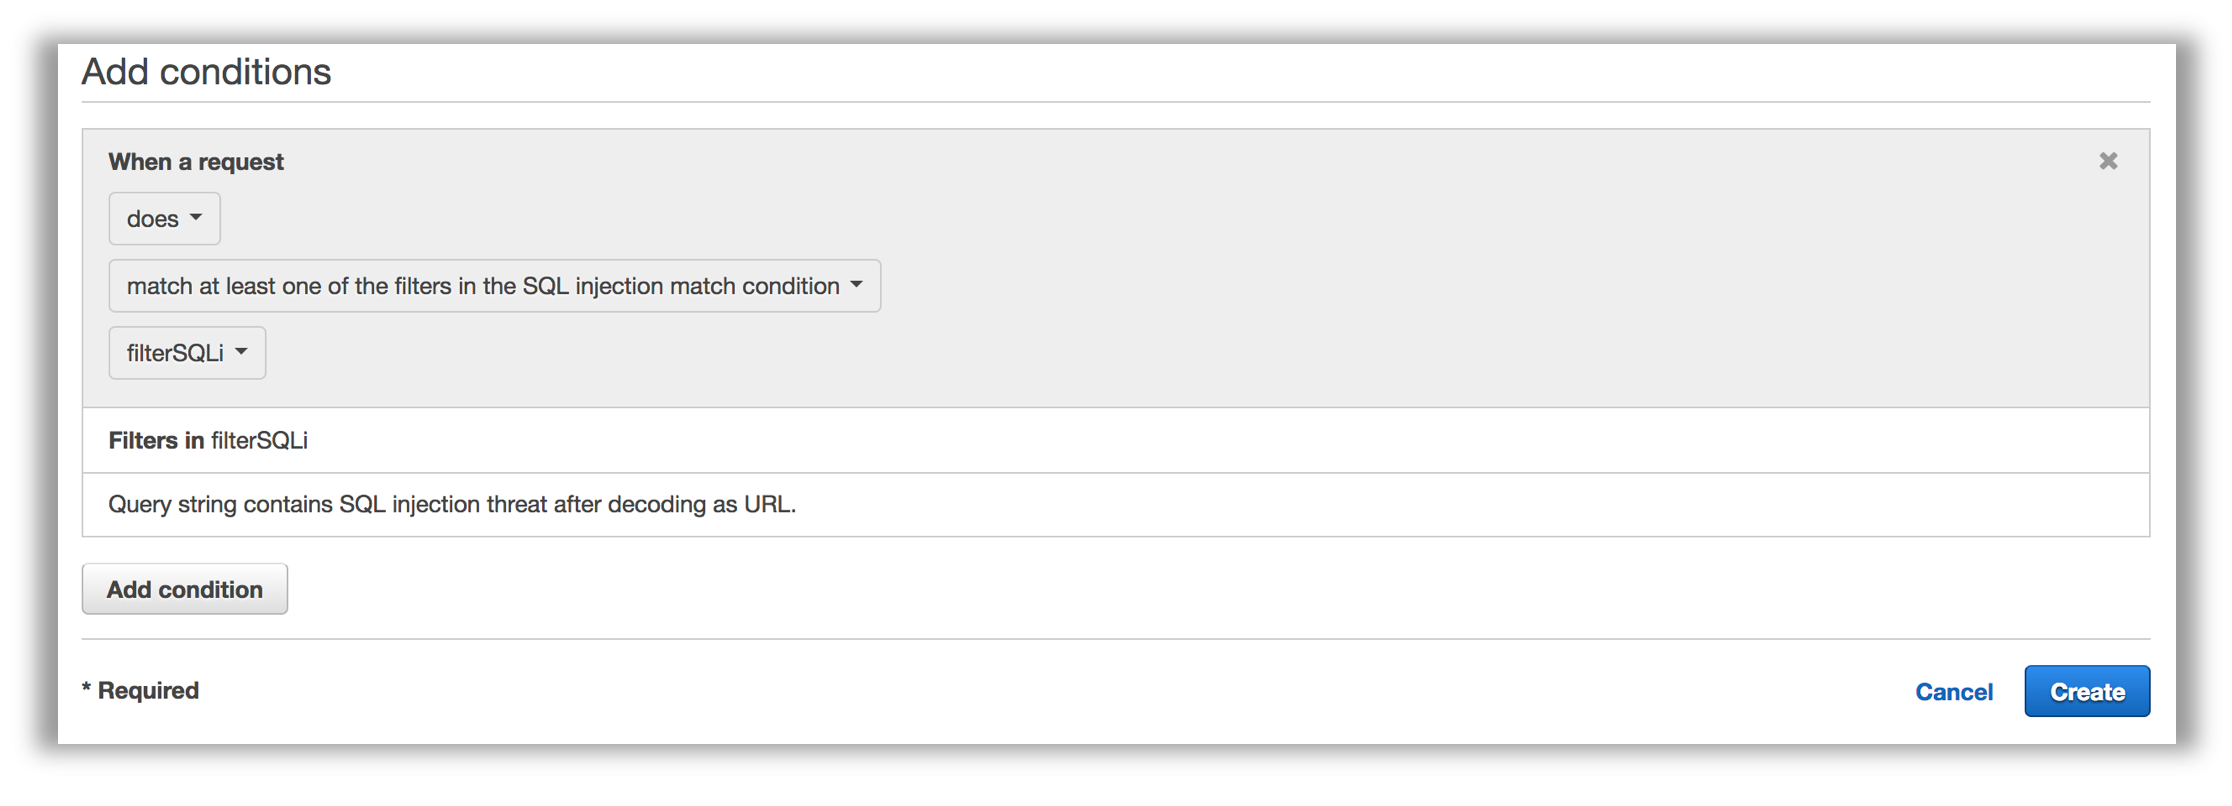 Add conditions
When a request
does
match at least one of the filters in the SQL injection match condition
filterSQLi
Filters in filterSQLi
Query string contains SQL injection threat after decoding as URL.
Add condition
* Required
Cancel
Create